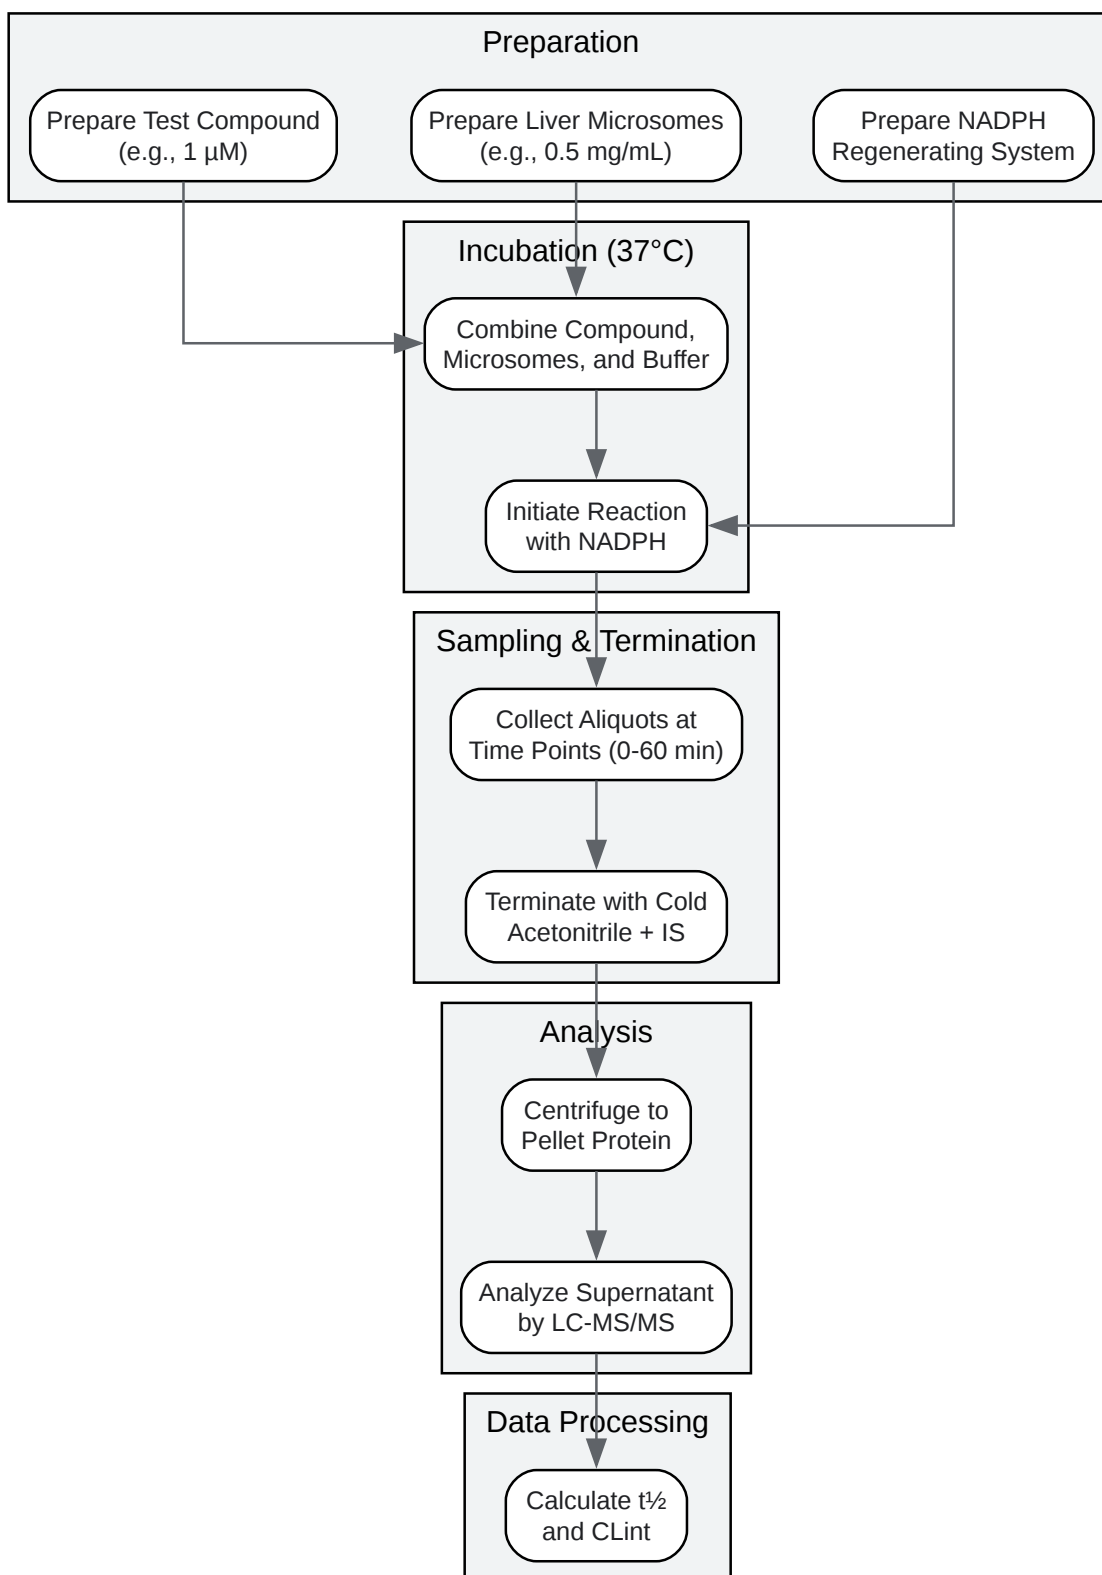 Preparation
Prepare Test Compound
(e.g., 1 µM)
Prepare Liver Microsomes
(e.g., 0.5 mg/mL)
Prepare NADPH
Regenerating System
Incubation (37°C)
Combine Compound,
Microsomes, and Buffer
Initiate Reaction
with NADPH
Sampling & Termination
Collect Aliquots at
Time Points (0-60 min)
Terminate with Cold
Acetonitrile + IS
Analysis
Centrifuge to
Pellet Protein
Analyze Supernatant
by LC-MS/MS
Data Processing
Calculate t½
and CLint